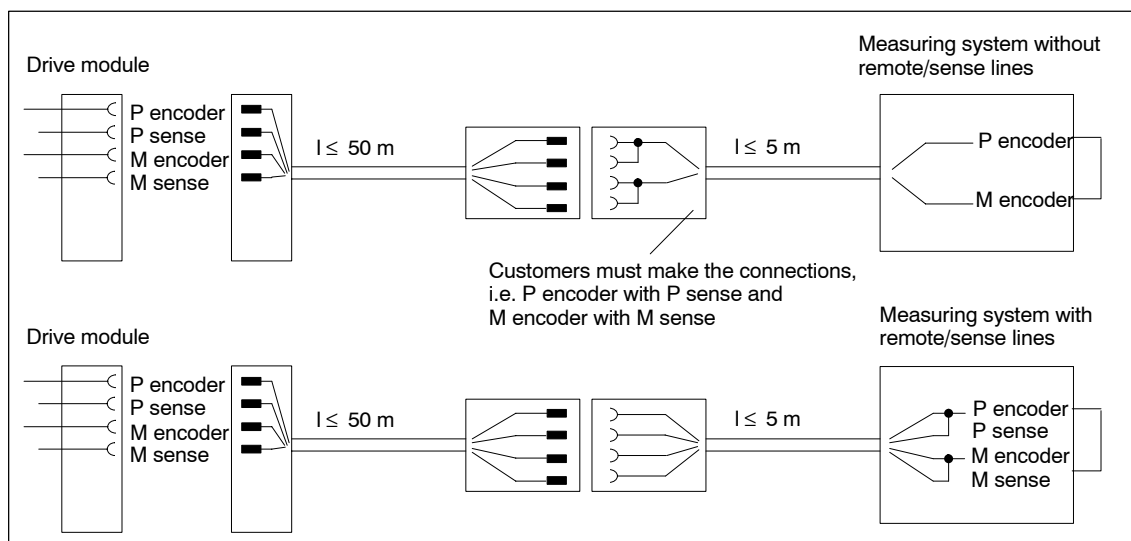 Drive module
Measuring system without
remote/sense lines
P encoder
P sense
M encoder
M sense
l ≤ 50 m
l ≤ 5 m
P encoder
M encoder
Customers must make the connections,
i.e. P encoder with P sense and
M encoder with M sense
Drive module
Measuring system with
remote/sense lines
P encoder
P sense
M encoder
M sense
l ≤ 50 m
l ≤ 5 m
P encoder
P sense
M encoder
M sense